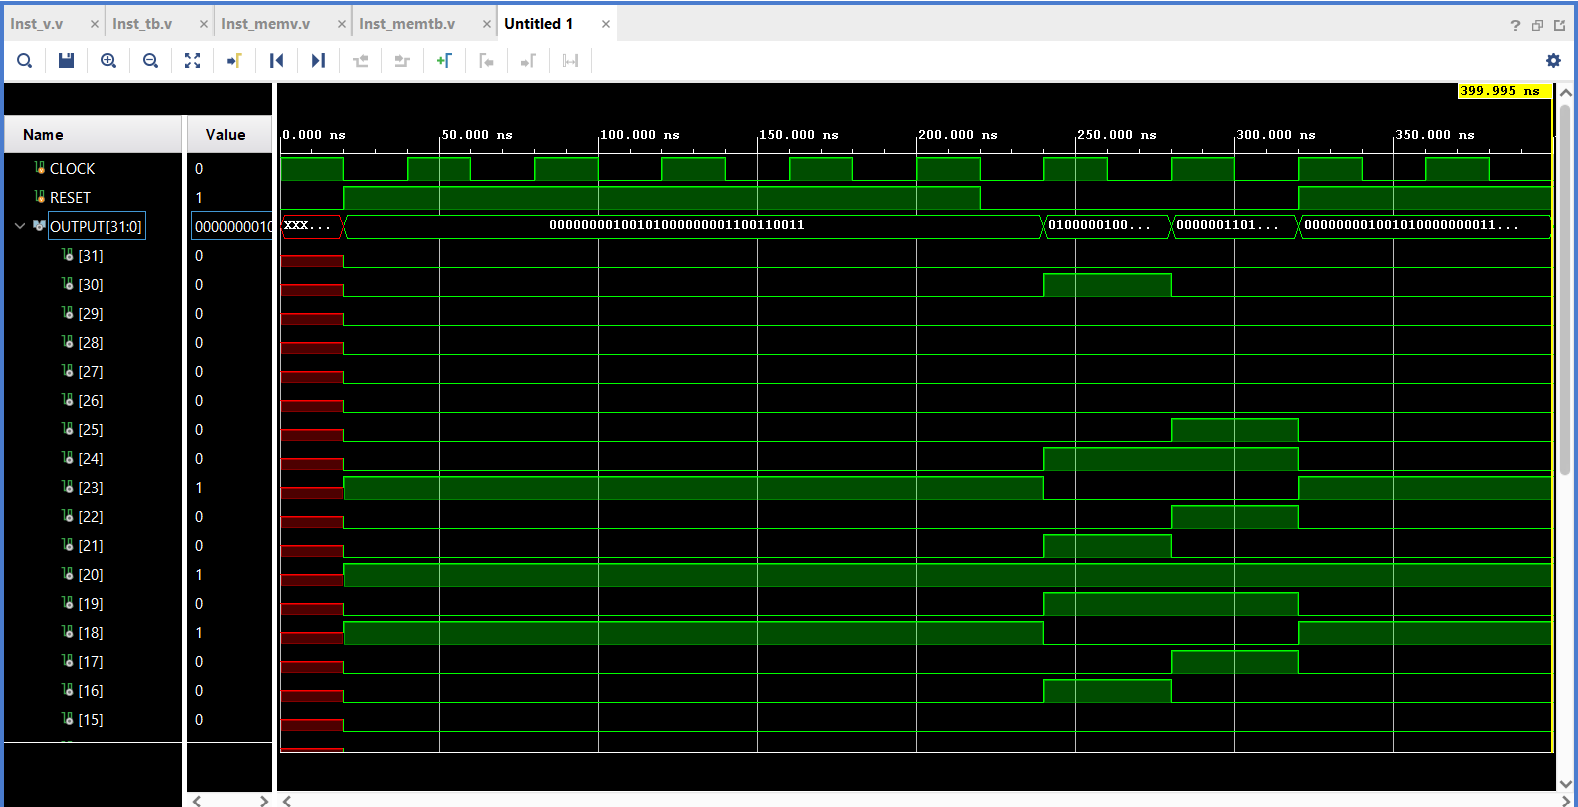 Inst_v.v × Inst_tb.v × Inst_memv.v × Inst_memtb.v × Untitled 1 ×
?
399.995 ns
Name Value
0.000 ns 50.000 ns 100.000 ns 150.000 ns 200.000 ns 250.000 ns 300.000 ns 350.000 ns
CLOCK 0
RESET 1
OUTPUT[31:0] 0000000010 XXX... 00000000100101000000001100110011 0100000100... 0000001101... 0000000010010100000000011...
[31] 0
[30] 0
[29] 0
[28] 0
[27] 0
[26] 0
[25] 0
[24] 0
[23] 1
[22] 0
[21] 0
[20] 1
[19] 0
[18] 1
[17] 0
[16] 0
[15] 0